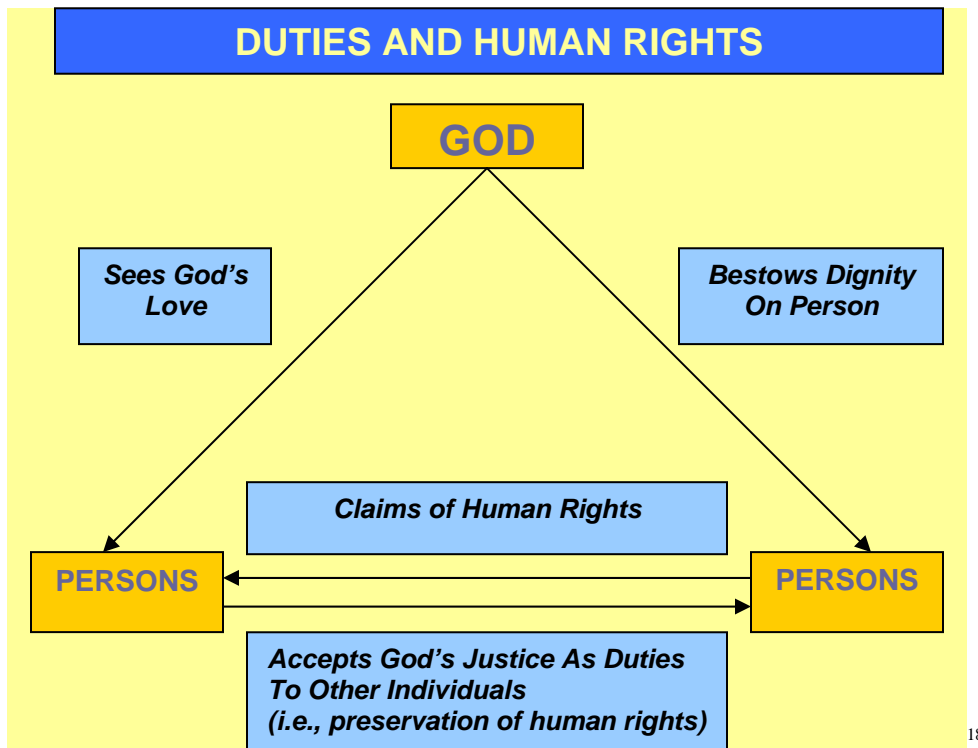 DUTIES AND HUMAN RIGHTS
GOD
Sees God's
Love
Bestows Dignity
On Person
Claims of Human Rights
PERSONS
PERSONS
Accepts God's Justice As Duties
To Other Individuals
(i.e., preservation of human rights)